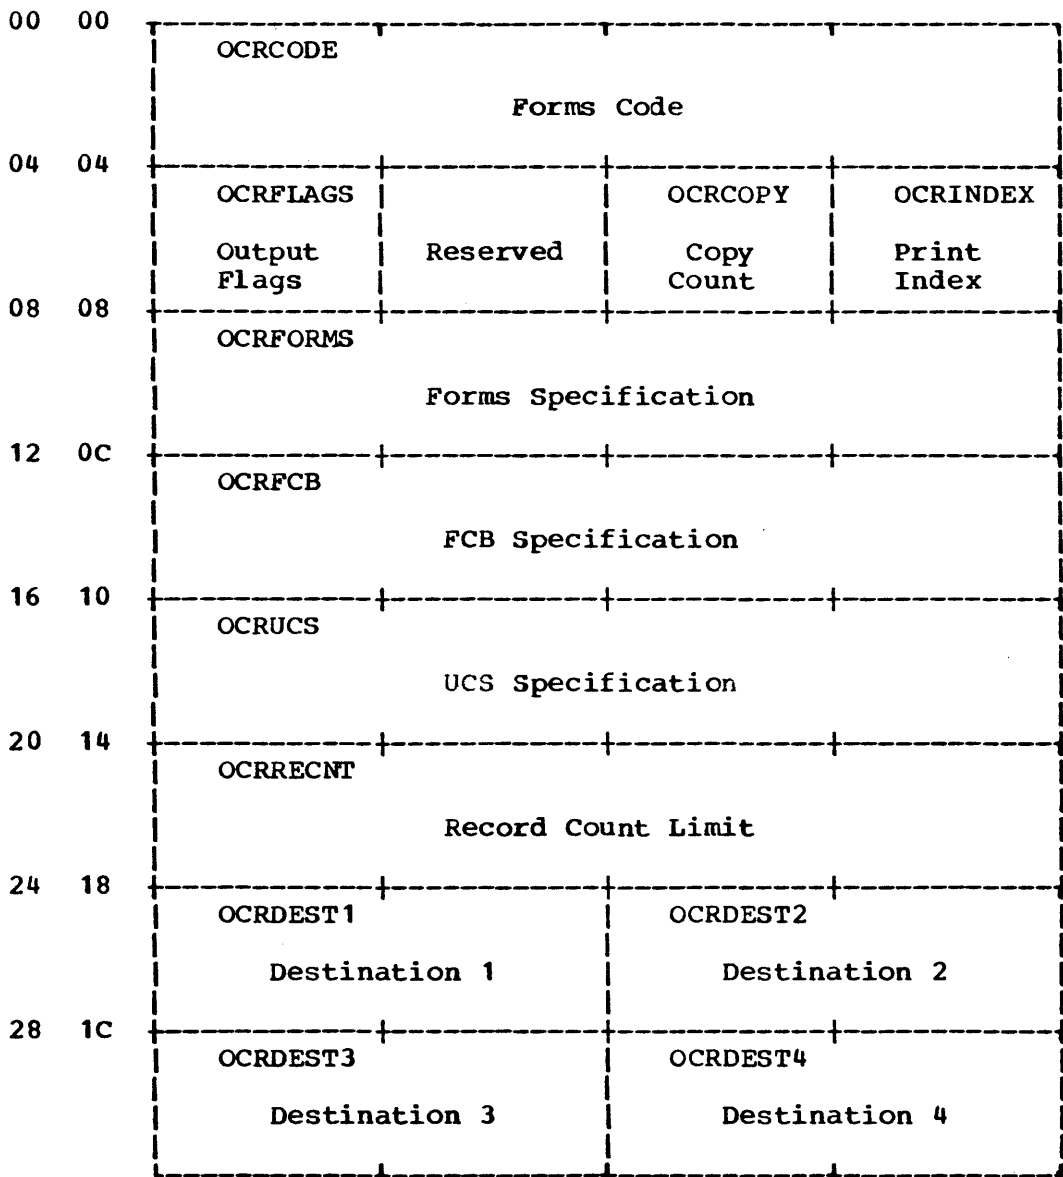 00 00
OCRCODE
Forms Code
04 04
OCRFLAGS OCRCOPY OCRINDEX
Output Reserved Copy Print
Flags Count Index
08 08
OCRFORMS
Forms Specification
12 0C
OCRFCB
FCB Specification
16 10
OCRUCS
UCS Specification
20 14
OCRRECNT
Record Count Limit
24 18
OCRDEST1 OCRDEST2
Destination 1 Destination 2
28 1C
OCRDEST3 OCRDEST4
Destination 3 Destination 4